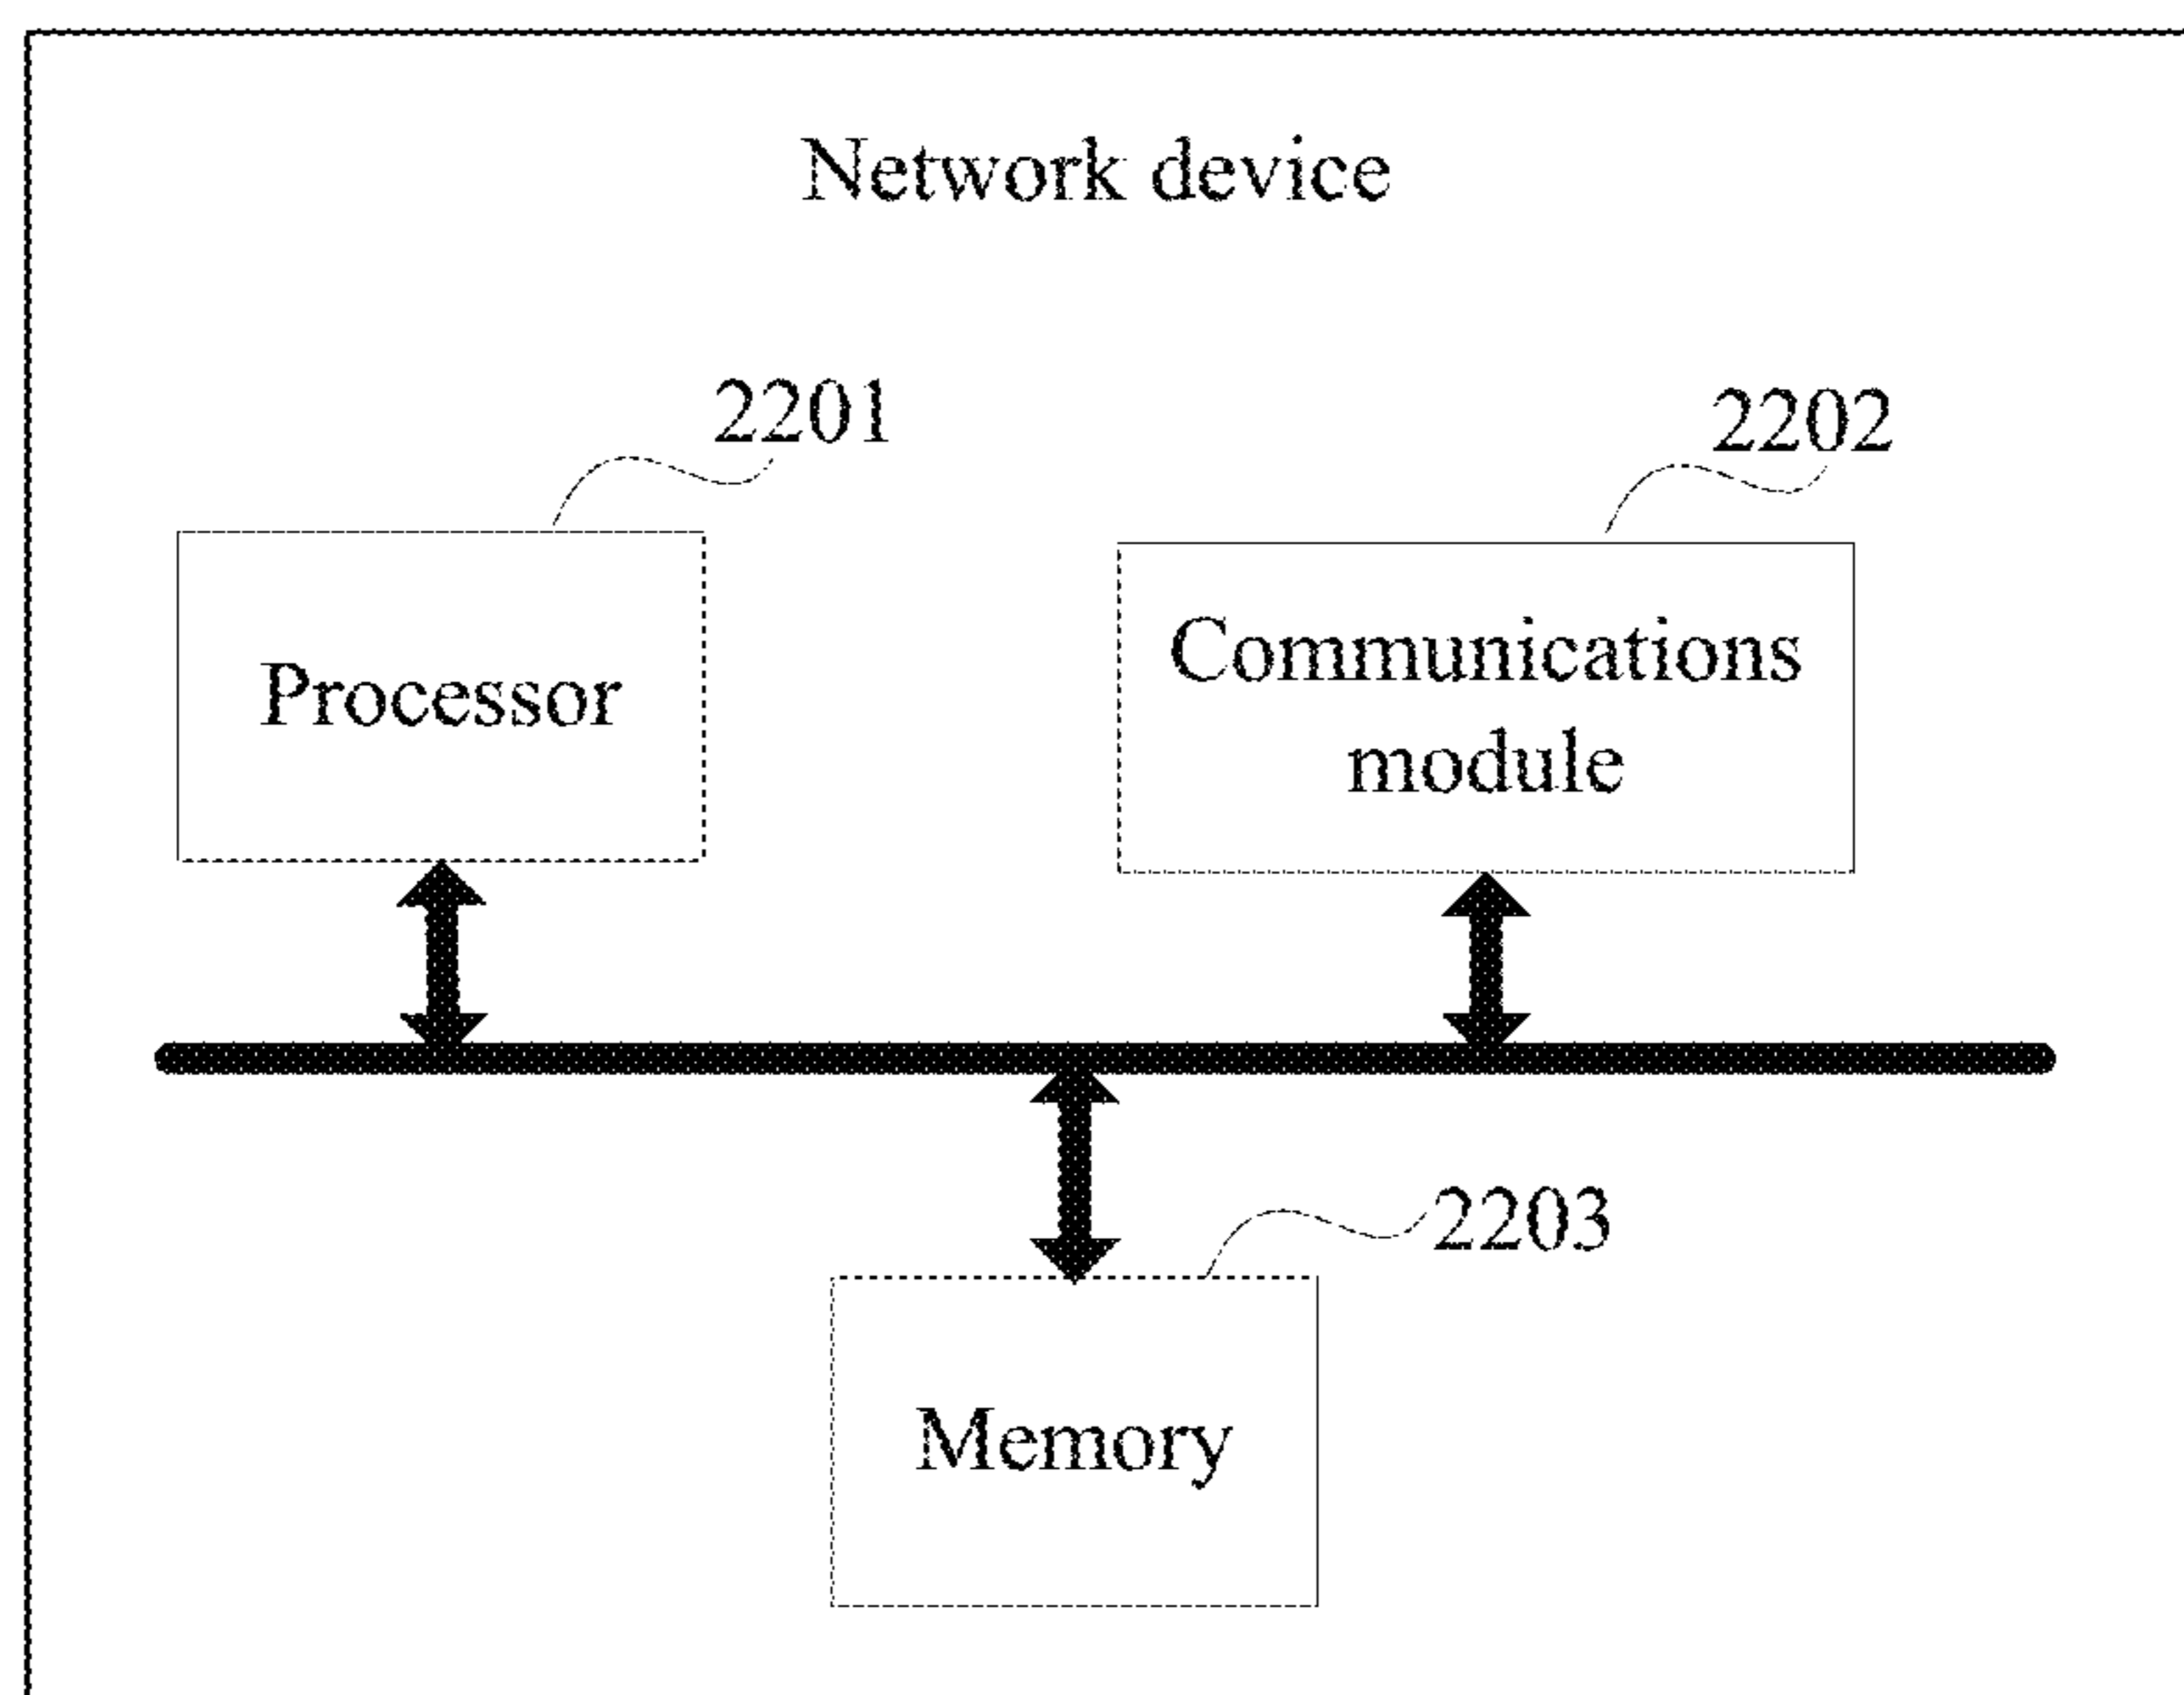 Network device
2201
2202
Processor
Communications
module
2203
Memory